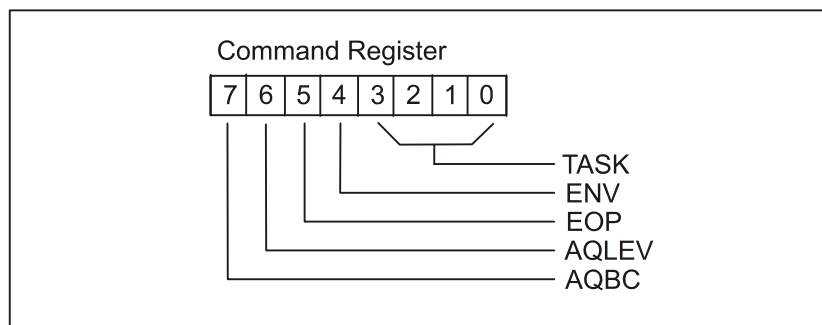 Command Register
7 6 5 4 3 2 1 0
TASK
ENV
EOP
AQLEV
AQBC